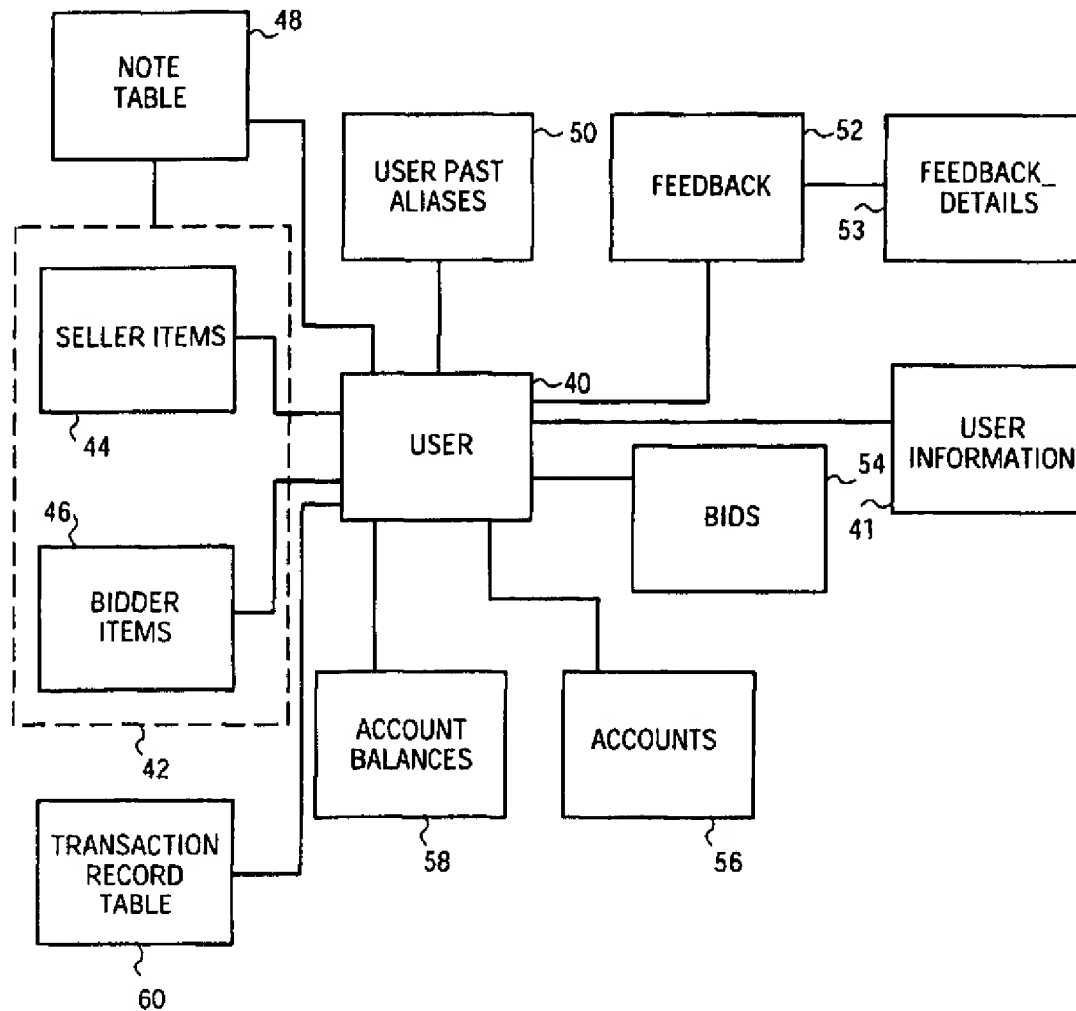 48
NOTE
TABLE
50
USER PAST
ALIASES
52
FEEDBACK
FEEDBACK_
DETAILS
53
SELLER ITEMS
44
40
USER
USER
INFORMATION
41
54
BIDS
46
BIDDER
ITEMS
42
ACCOUNT
BALANCES
58
ACCOUNTS
56
TRANSACTION
RECORD
TABLE
60